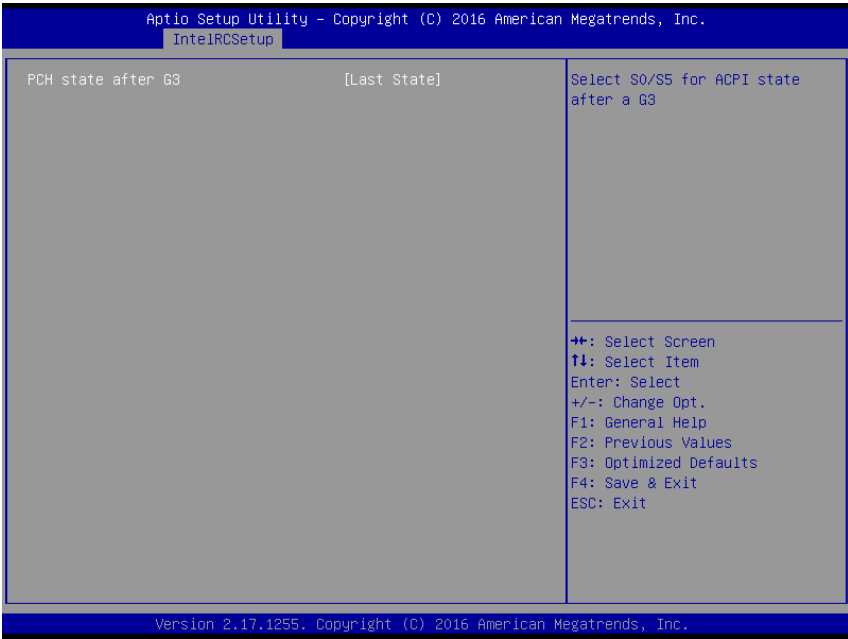 Aptio Setup Utility – Copyright (C) 2016 American Megatrends, Inc.
IntelRCSetup
PCH state after G3 [Last State]
Select S0/S5 for ACPI state
after a G3
→←: Select Screen
↑↓: Select Item
Enter: Select
+/-: Change Opt.
F1: General Help
F2: Previous Values
F3: Optimized Defaults
F4: Save & Exit
ESC: Exit
Version 2.17.1255. Copyright (C) 2016 American Megatrends, Inc.